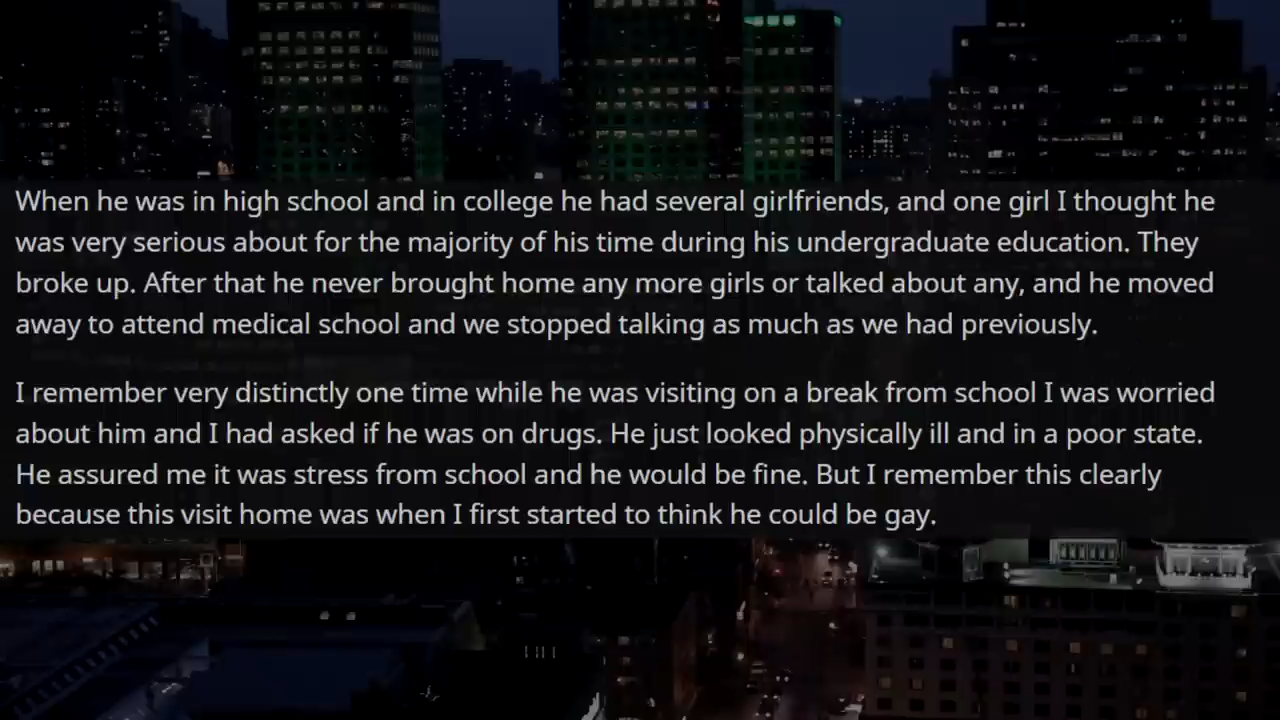 When he was in high school and in college he had several girlfriends, and one girl I thought he
was very serious about for the majority of his time during his undergraduate education. They
broke up. After that he never brought home any more girls or talked about any, and he moved
away to attend medical school and we stopped talking as much as we had previously.
I remember very distinctly one time while he was visiting on a break from school I was worried
about him and I had asked if he was on drugs. He just looked physically ill and in a poor state.
He assured me it was stress from school and he would be fine. But I remember this clearly
because this visit home was when I first started to think he could be gay.